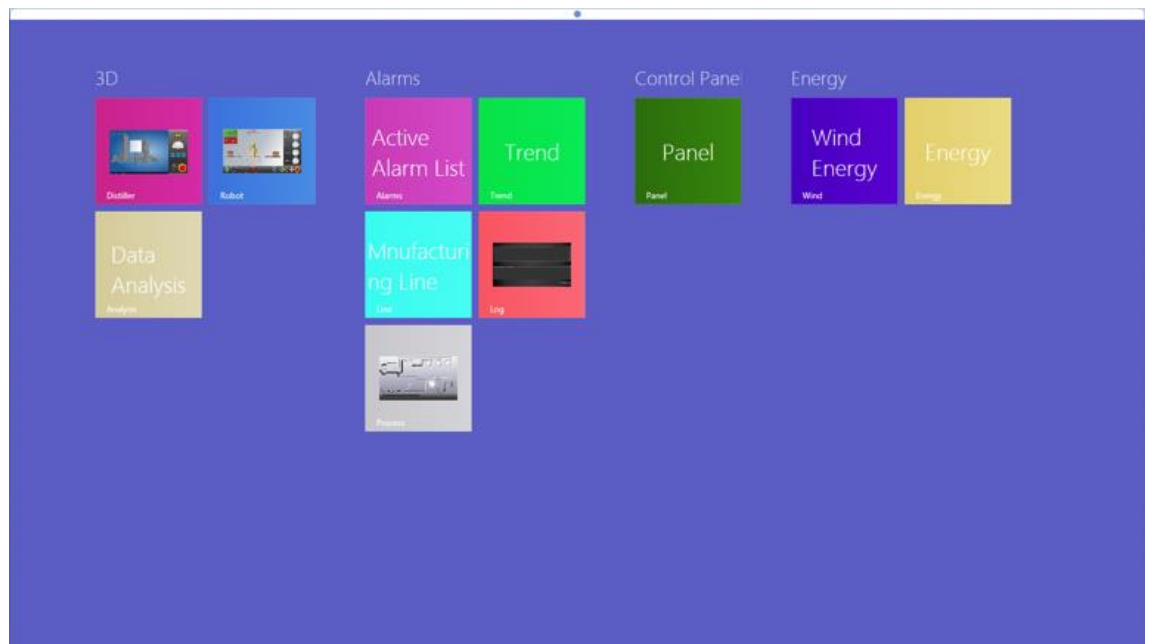 3D
Alarms
Control Pane
Energy
Distiller
Robot
Active
Alarm List
Alarms
Trend
Trend
Panel
Panel
Wind
Energy
Wind
Energy
Energy
Data
Analysis
Analysis
Mnufacturi
ng Line
Line
Log
Process